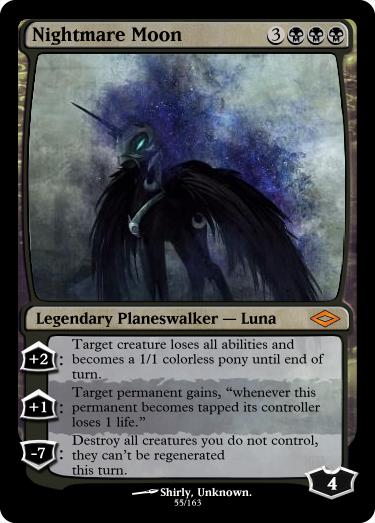 Nightmare Moon 3
Legendary Planeswalker — Luna
+2: Target creature loses all abilities and
becomes a 1/1 colorless pony until end of
turn.
+1: Target permanent gains, “whenever this
permanent becomes tapped its controller
loses 1 life.”
-7: Destroy all creatures you do not control,
they can’t be regenerated
this turn.
4
Shirly, Unknown.
55/163